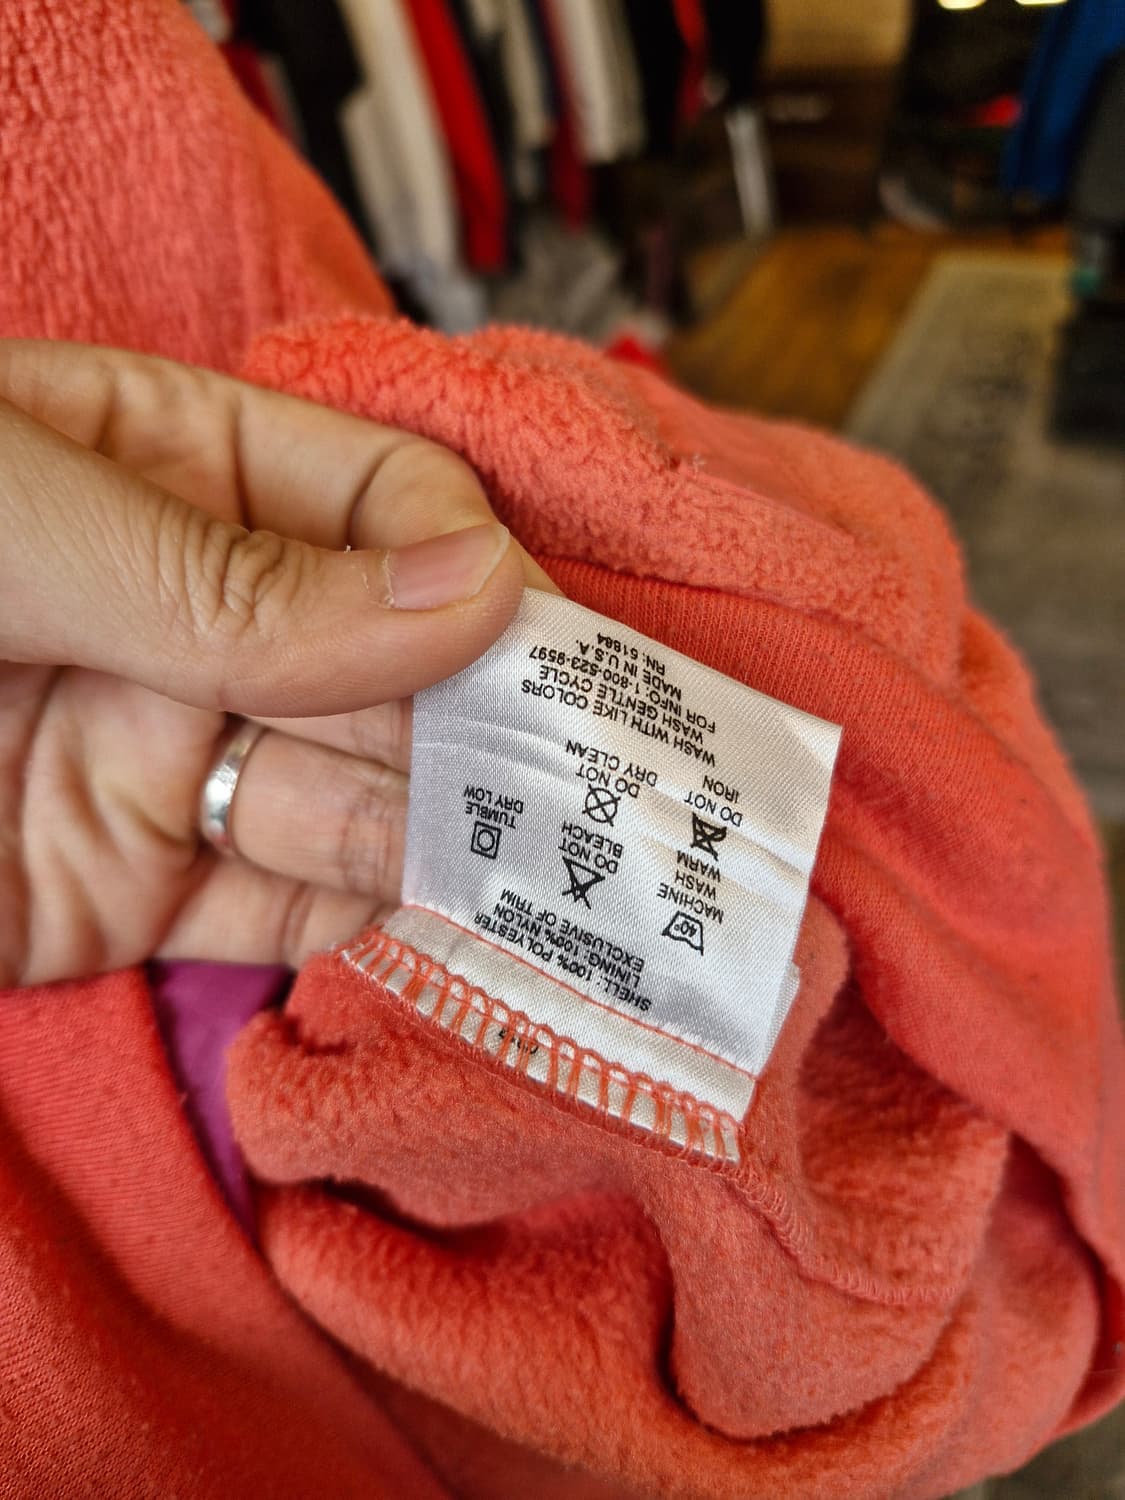 SHELL: 100% POLYESTER
LINING: 100% NYLON
EXCLUSIVE OF TRIM
40°
MACHINE
WASH
WARM
DO NOT
BLEACH
TUMBLE
DRY LOW
DO NOT
IRON
DO NOT
DRY CLEAN
WASH WITH LIKE COLORS
WASH GENTLE CYCLE
FOR INFO: 1-800-523-9597
MADE IN U.S.A.
RN: 51884